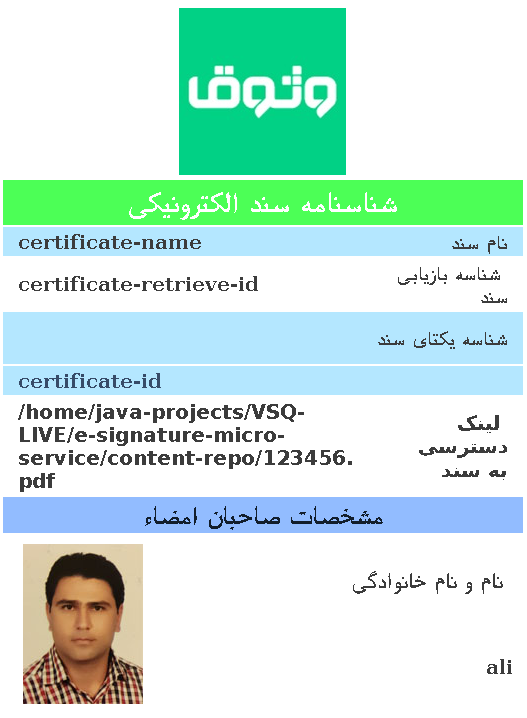 وثوق
شناسنامه سند الکترونیکی
نام سند
certificate-name
شناسه بازیابی
سند
certificate-retrieve-id
شناسه یکتای سند
certificate-id
لینک
دسترسی
به سند
/home/java-projects/VSQ-
LIVE/e-signature-micro-
service/content-repo/123456.
pdf
مشخصات صاحبان امضاء
نام و نام خانوادگی
ali